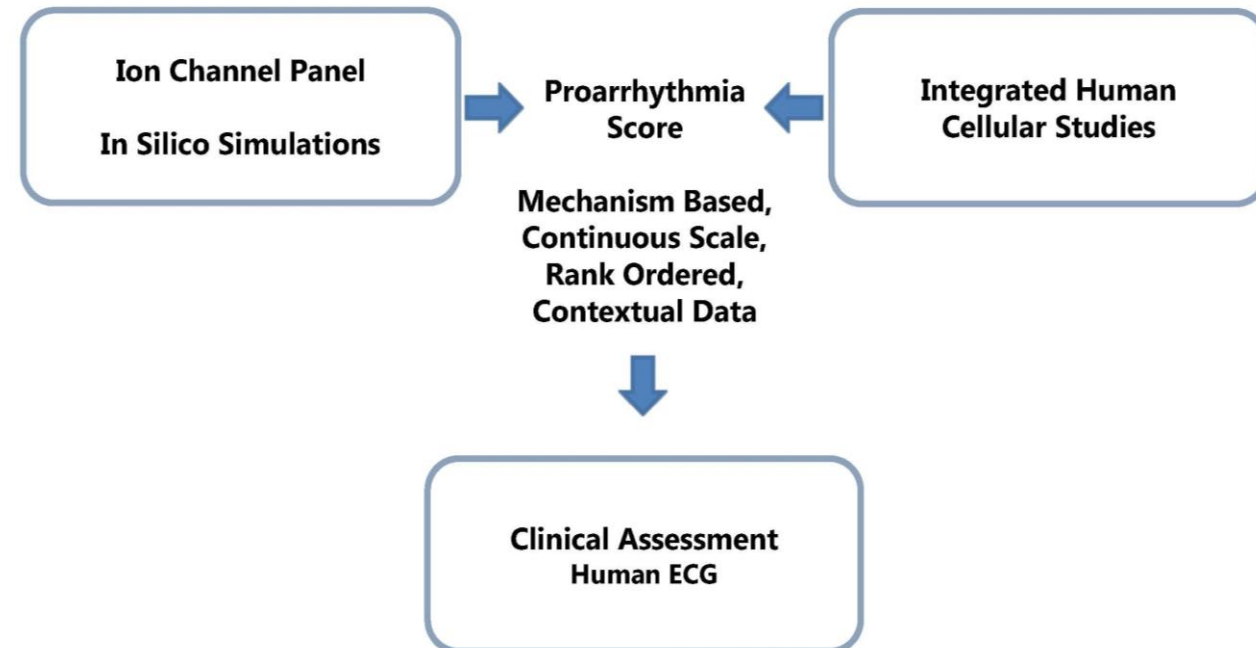 Ion Channel Panel
In Silico Simulations
Proarrhythmia
Score
Mechanism Based,
Continuous Scale,
Rank Ordered,
Contextual Data
Integrated Human
Cellular Studies
Clinical Assessment
Human ECG